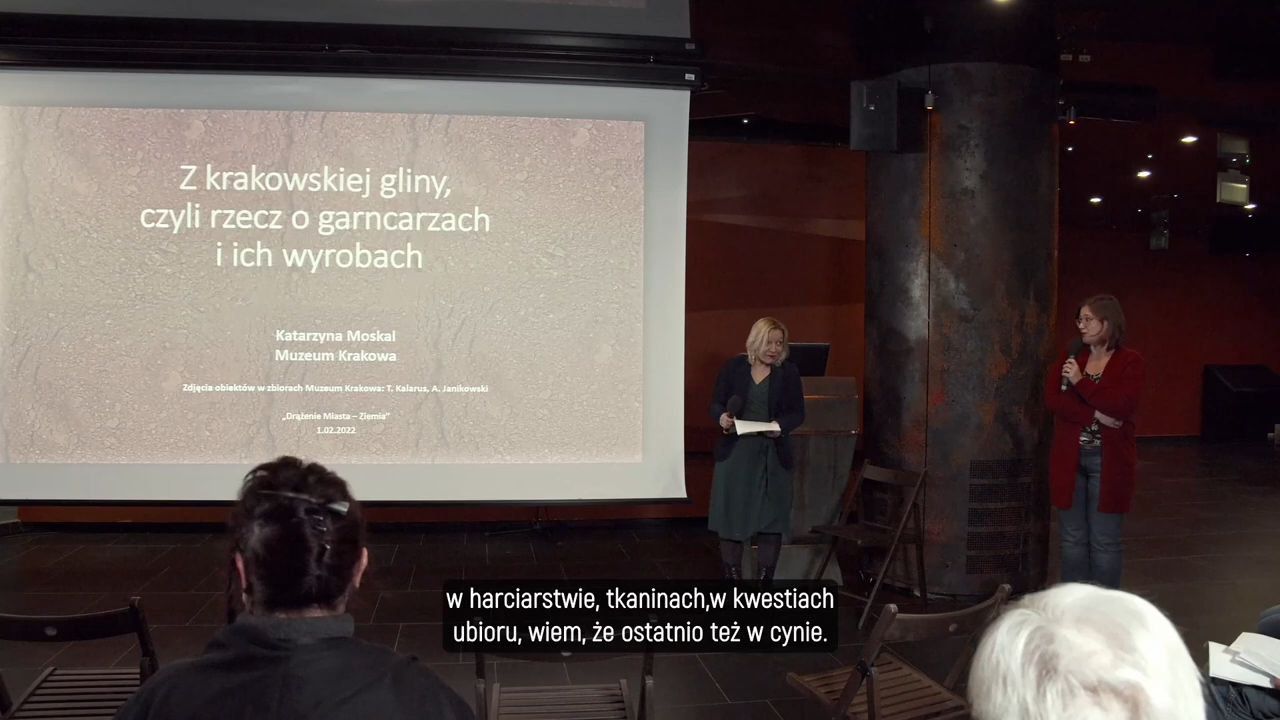 Z krakowskiej gliny,
czyli rzecz o garncarzach
i ich wyrobach
Katarzyna Moskal
Muzeum Krakowa
Zdjęcia obiektów w zbiorach Muzeum Krakowa: T. Kalarus, A. Janikowski
„Drążenie Miasta – Ziemia”
1.02.2022
w harciarstwie, tkaninach,w kwestiach
ubioru, wiem, że ostatnio też w cynie.